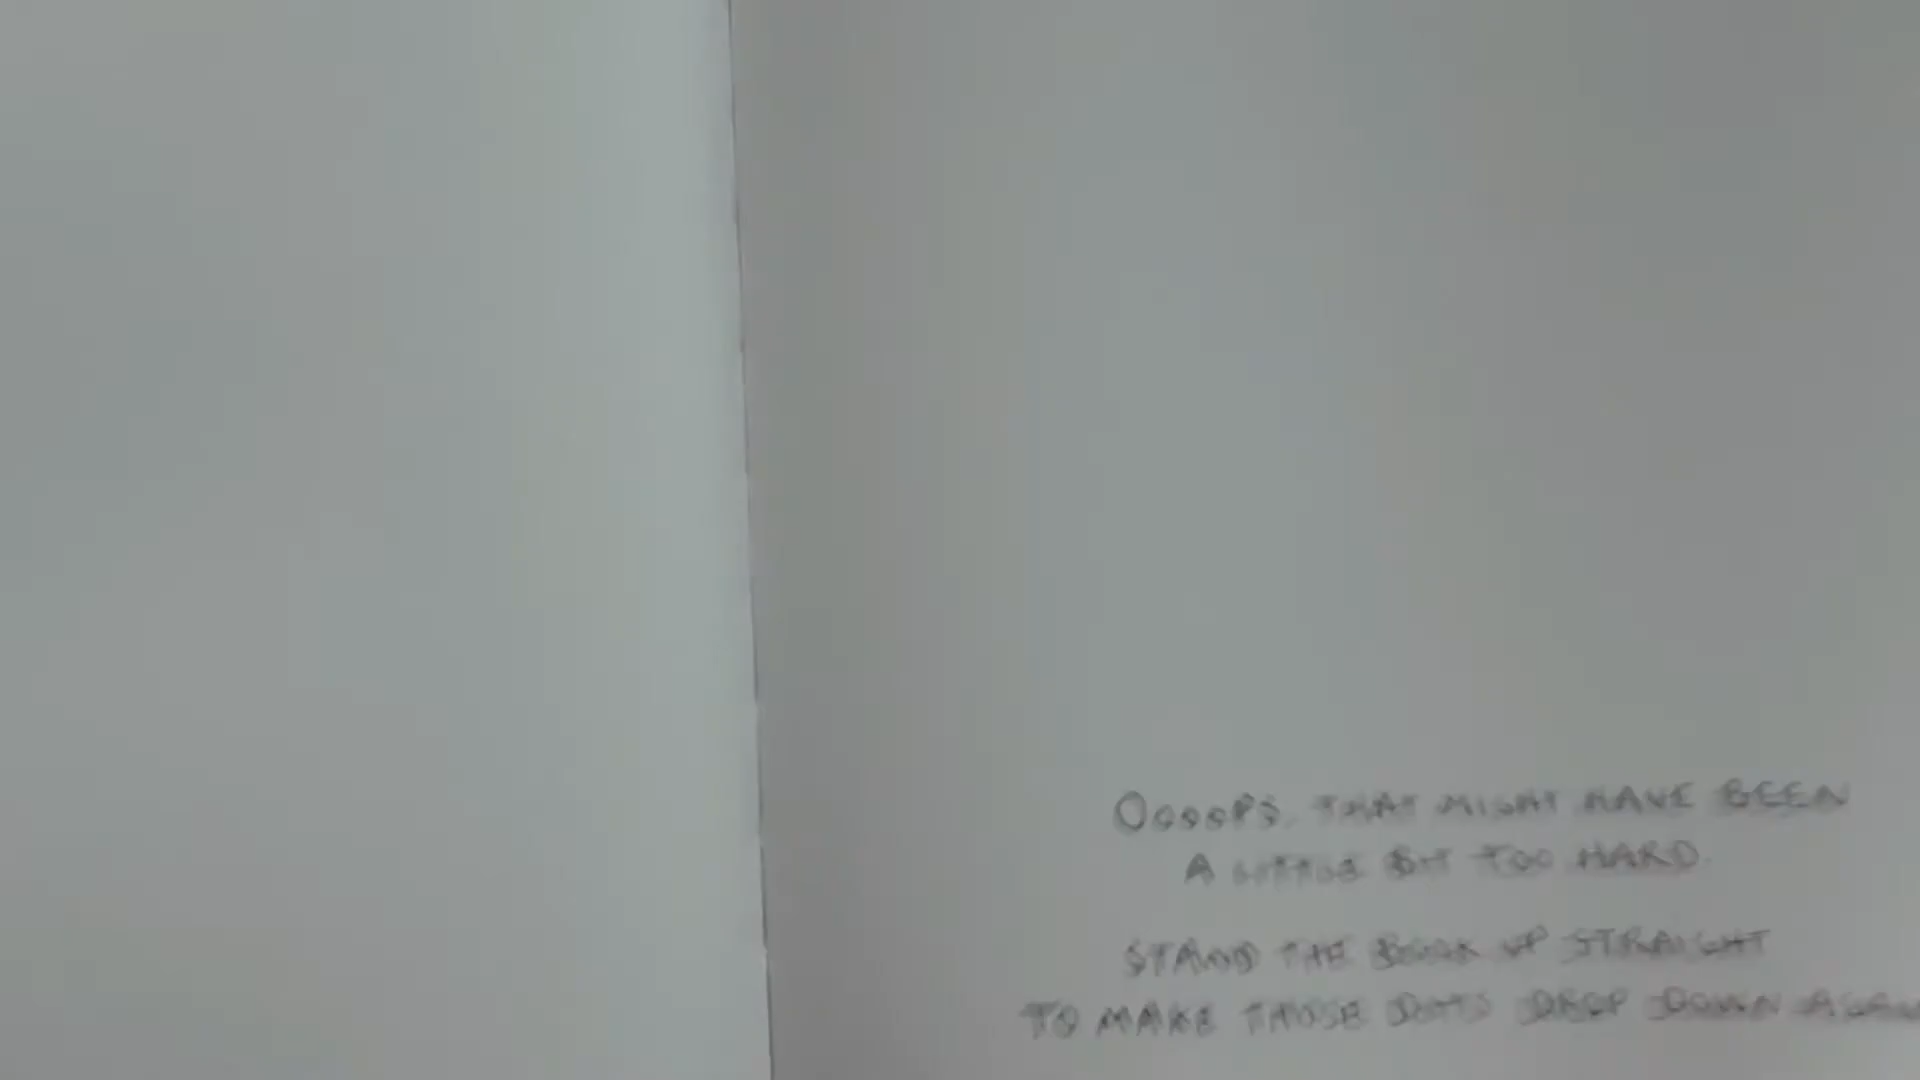 Oooops, THAT MIGHT HAVE BEEN
A LITTLE BIT TOO HARD.
STAND THE BOOK UP STRAIGHT
TO MAKE THOSE DOTS DROP DOWN AGAIN